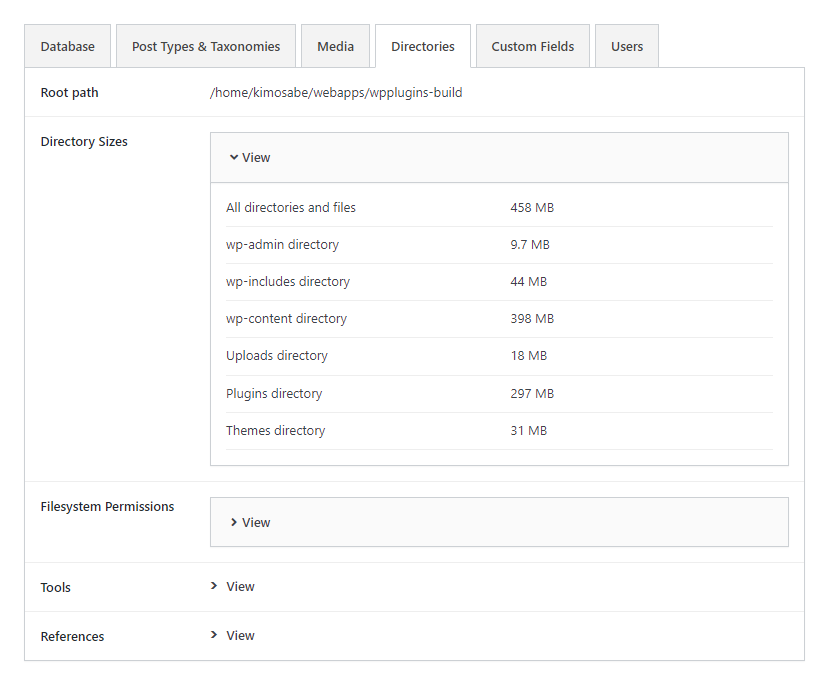 Database Post Types & Taxonomies Media Directories Custom Fields Users
Root path /home/kimosabe/webapps/wpplugins-build
Directory Sizes
View
All directories and files 458 MB
wp-admin directory 9.7 MB
wp-includes directory 44 MB
wp-content directory 398 MB
Uploads directory 18 MB
Plugins directory 297 MB
Themes directory 31 MB
Filesystem Permissions
View
Tools View
References View